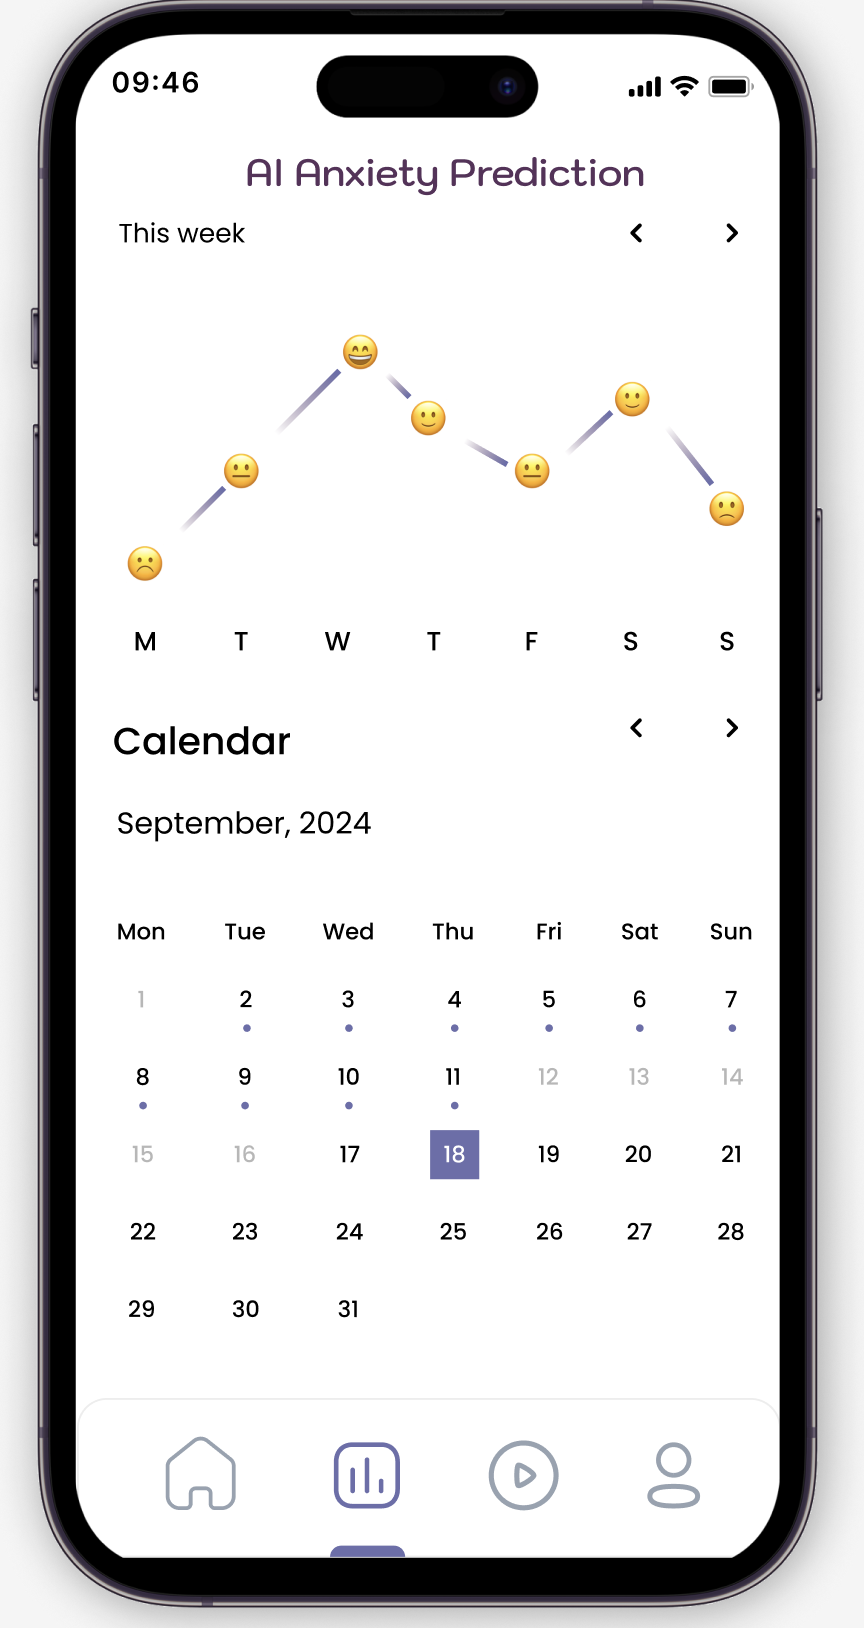 09:46
AI Anxiety Prediction
This week
M T W T F S S
Calendar
September, 2024
Mon Tue Wed Thu Fri Sat Sun
1 2 3 4 5 6 7
8 9 10 11 12 13 14
15 16 17 18 19 20 21
22 23 24 25 26 27 28
29 30 31